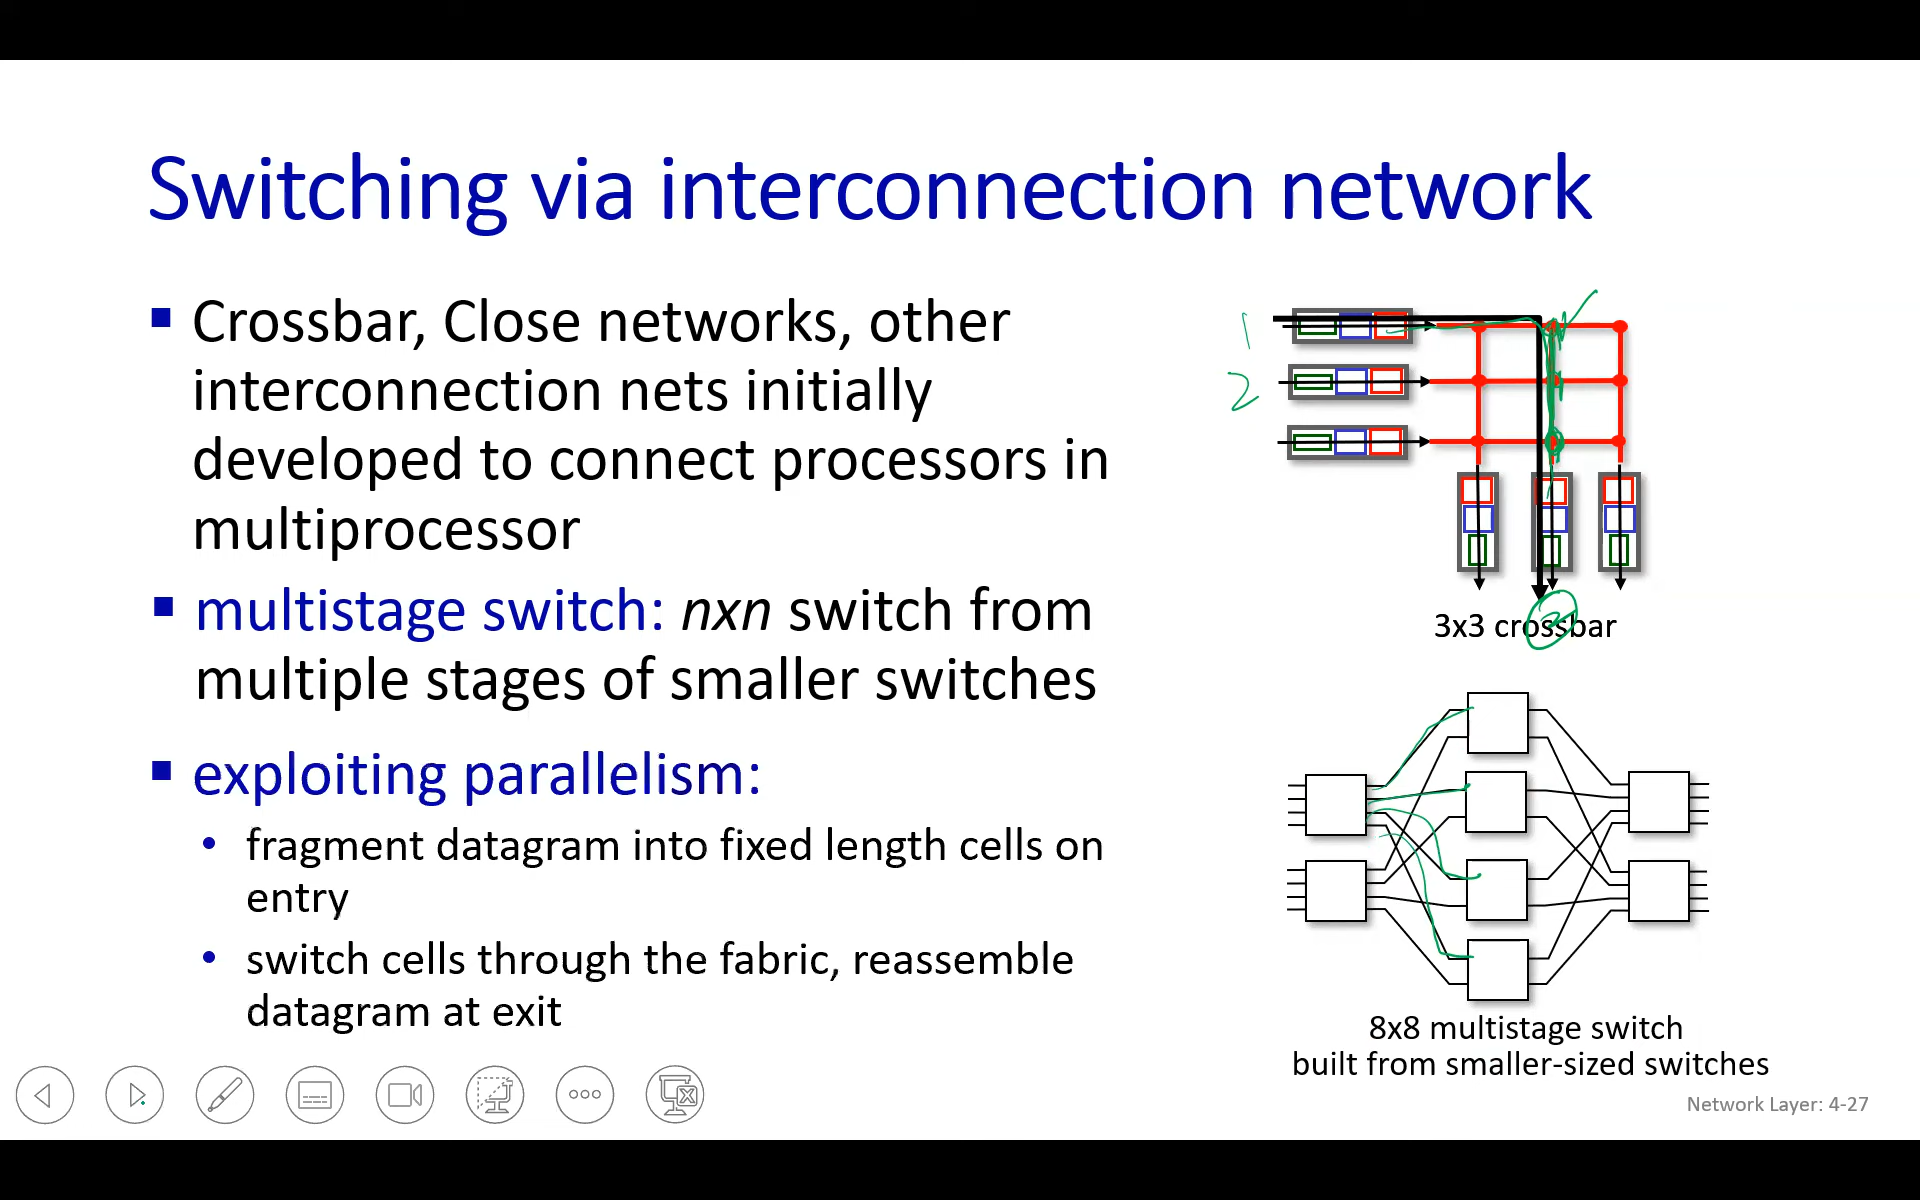 Switching via interconnection network
Crossbar, Close networks, other
interconnection nets initially
developed to connect processors in
multiprocessor
multistage switch: nxn switch from
multiple stages of smaller switches
exploiting parallelism:
fragment datagram into fixed length cells on
entry
switch cells through the fabric, reassemble
datagram at exit
1
2
3x3 crossbar
2
8x8 multistage switch
built from smaller-sized switches
Network Layer: 4-27